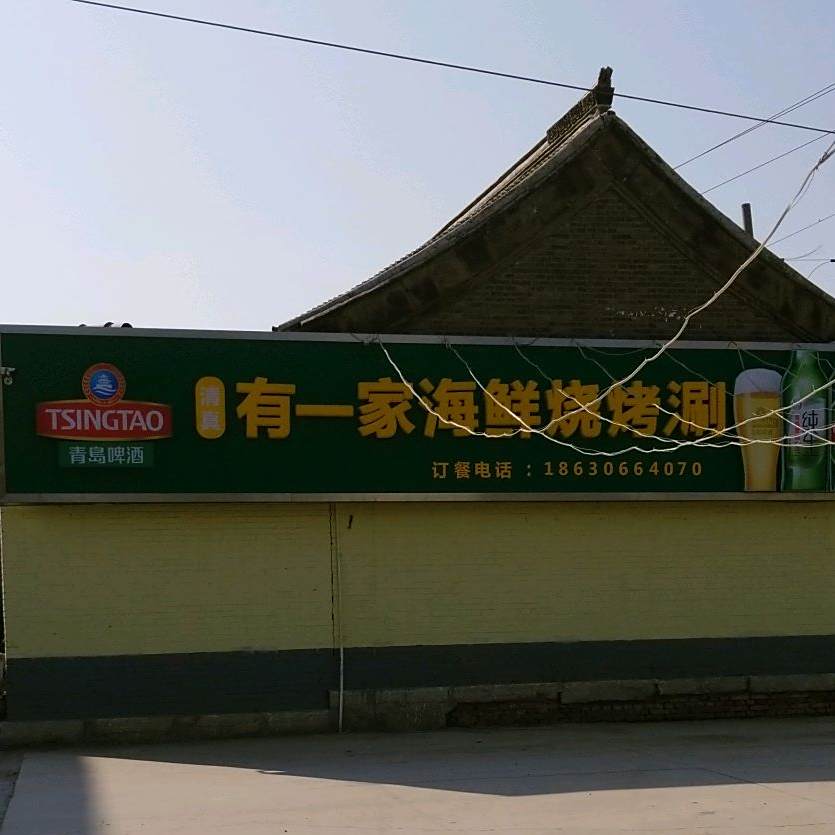 TSINGTAO
青岛啤酒
清真
有一家海鲜烧烤涮
订餐电话：18630664070
纯